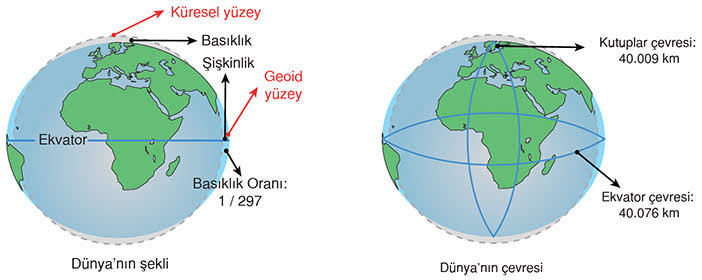 Küresel yüzey
Basıklık
Şişkinlik
Geoid
yüzey
Ekvator
Basıklık Oranı:
1 / 297
Dünya'nın şekli
Kutuplar çevresi:
40.009 km
Ekvator çevresi:
40.076 km
Dünya'nın çevresi